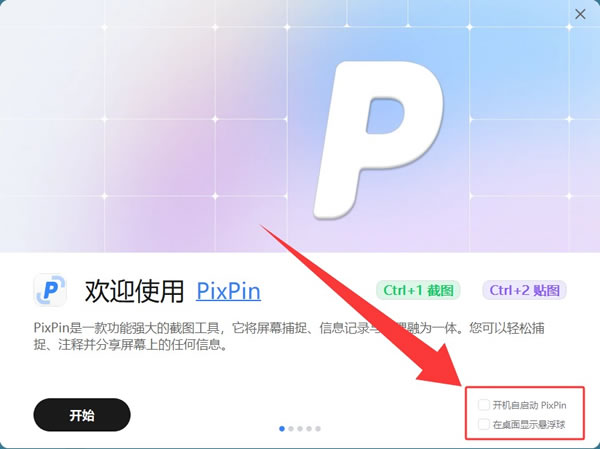 P
欢迎使用 PixPin
Ctrl+1 截图
Ctrl+2 贴图
PixPin是一款功能强大的截图工具，它将屏幕捕捉、信息记录与 理融为一体。您可以轻松捕
捉、注释并分享屏幕上的任何信息。
开始
开机自启动 PixPin
在桌面显示悬浮球